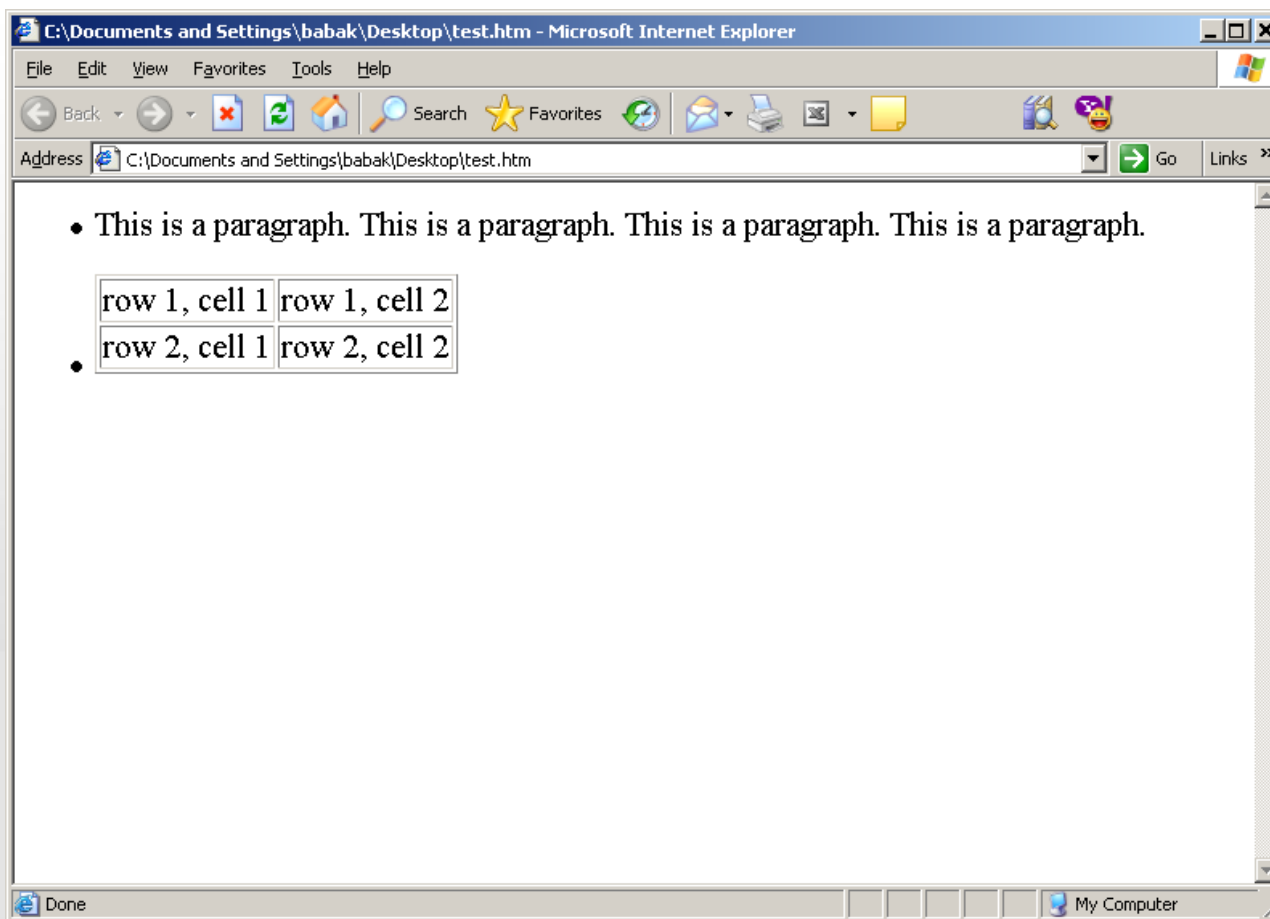 C:\Documents and Settings\babak\Desktop\test.htm - Microsoft Internet Explorer
File Edit View Favorites Tools Help
Back Search Favorites
Address C:\Documents and Settings\babak\Desktop\test.htm Go Links »
• This is a paragraph. This is a paragraph. This is a paragraph. This is a paragraph.
row 1, cell 1 row 1, cell 2
• row 2, cell 1 row 2, cell 2
Done My Computer